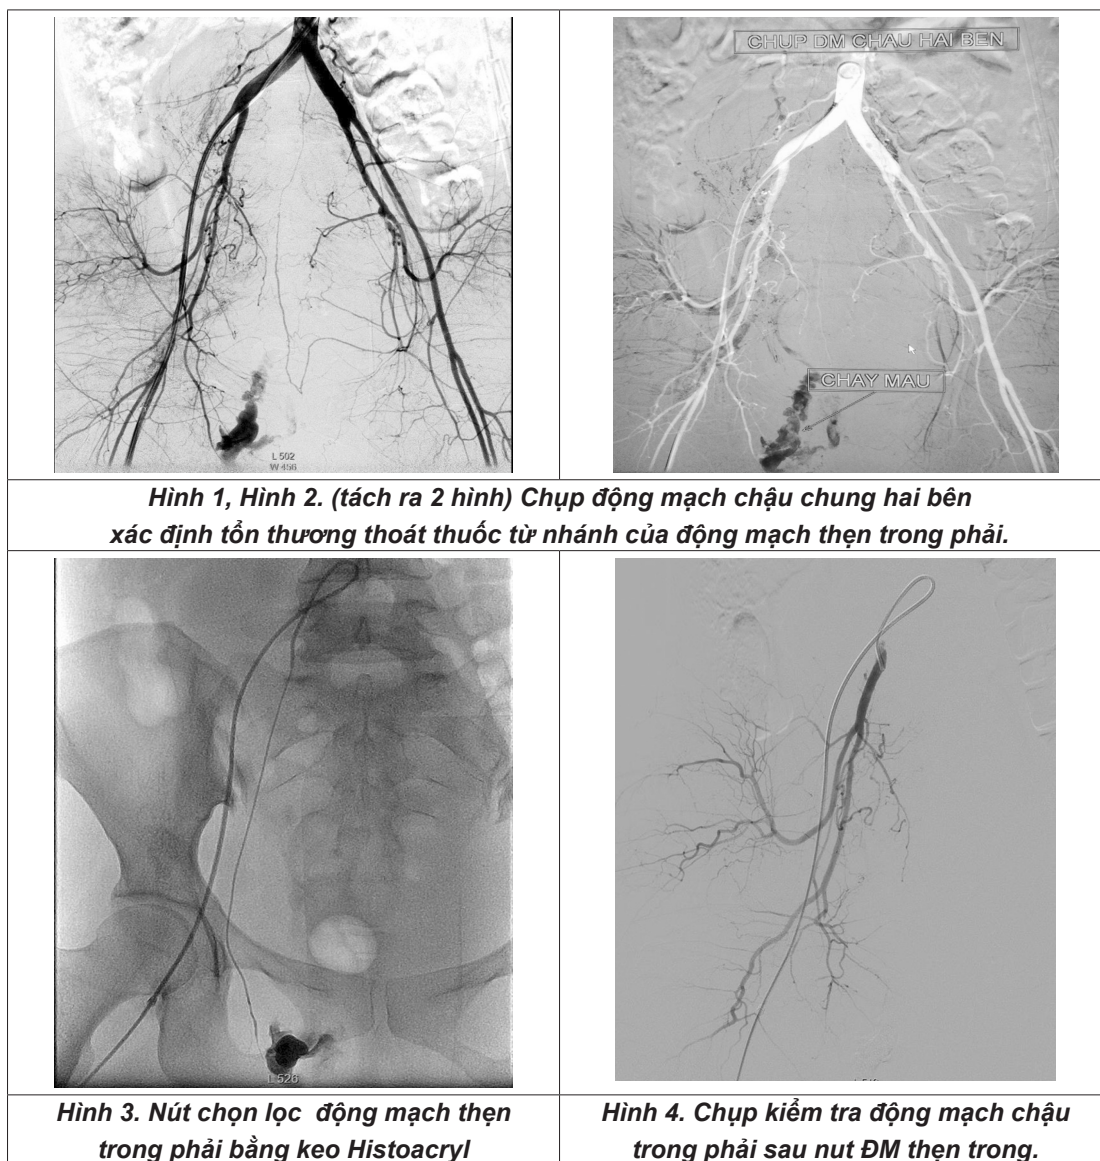 CHUP DM CHAU HAI BEN
CHAY MAU
L 502
W 456
Hình 1, Hình 2. (tách ra 2 hình) Chụp động mạch chậu chung hai bên
xác định tổn thương thoát thuốc từ nhánh của động mạch thẹn trong phải.
L 526
Hình 3. Nút chọn lọc động mạch thẹn
trong phải bằng keo Histoacryl
Hình 4. Chụp kiểm tra động mạch chậu
trong phải sau nut ĐM thẹn trong.